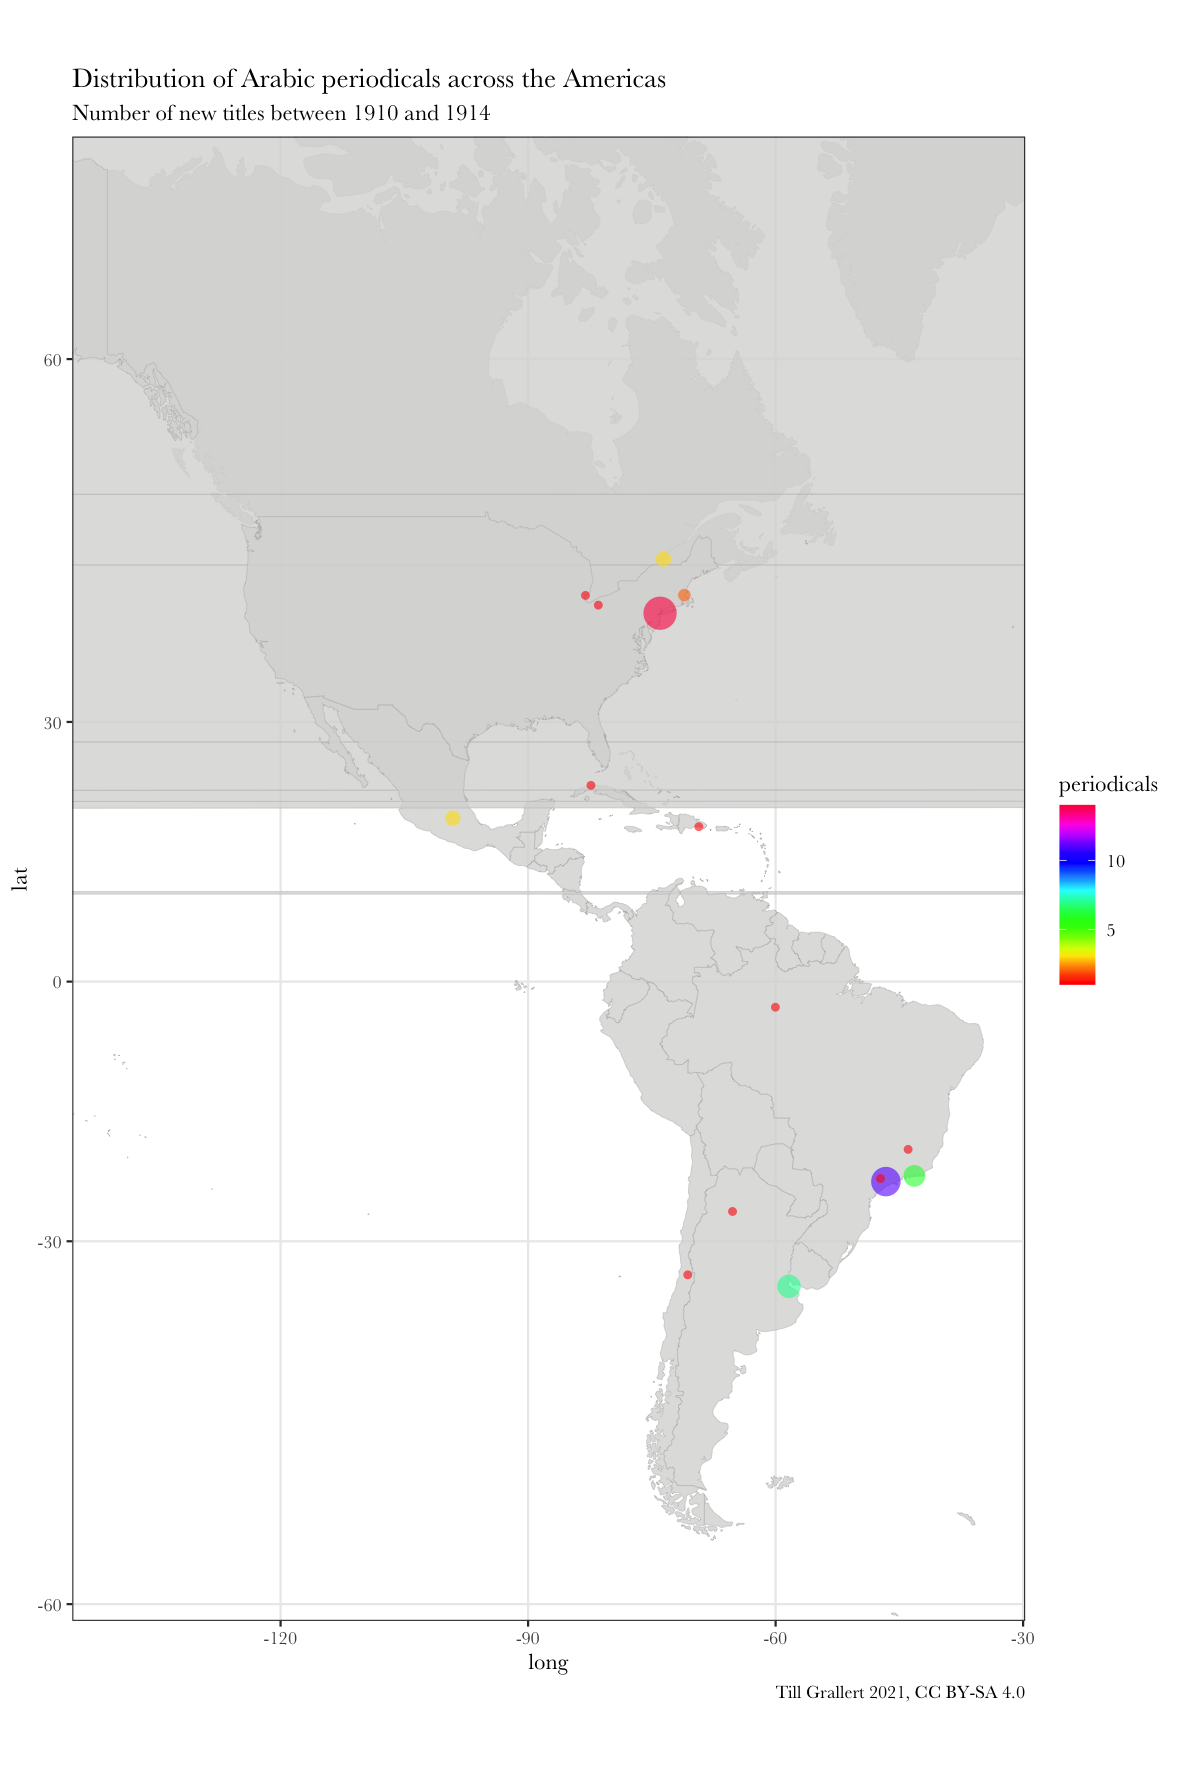 Distribution of Arabic periodicals across the Americas
Number of new titles between 1910 and 1914
60
30
0
-30
-60
lat
-120
-90
-60
-30
long
periodicals
10
5
Till Grallert 2021, CC BY-SA 4.0